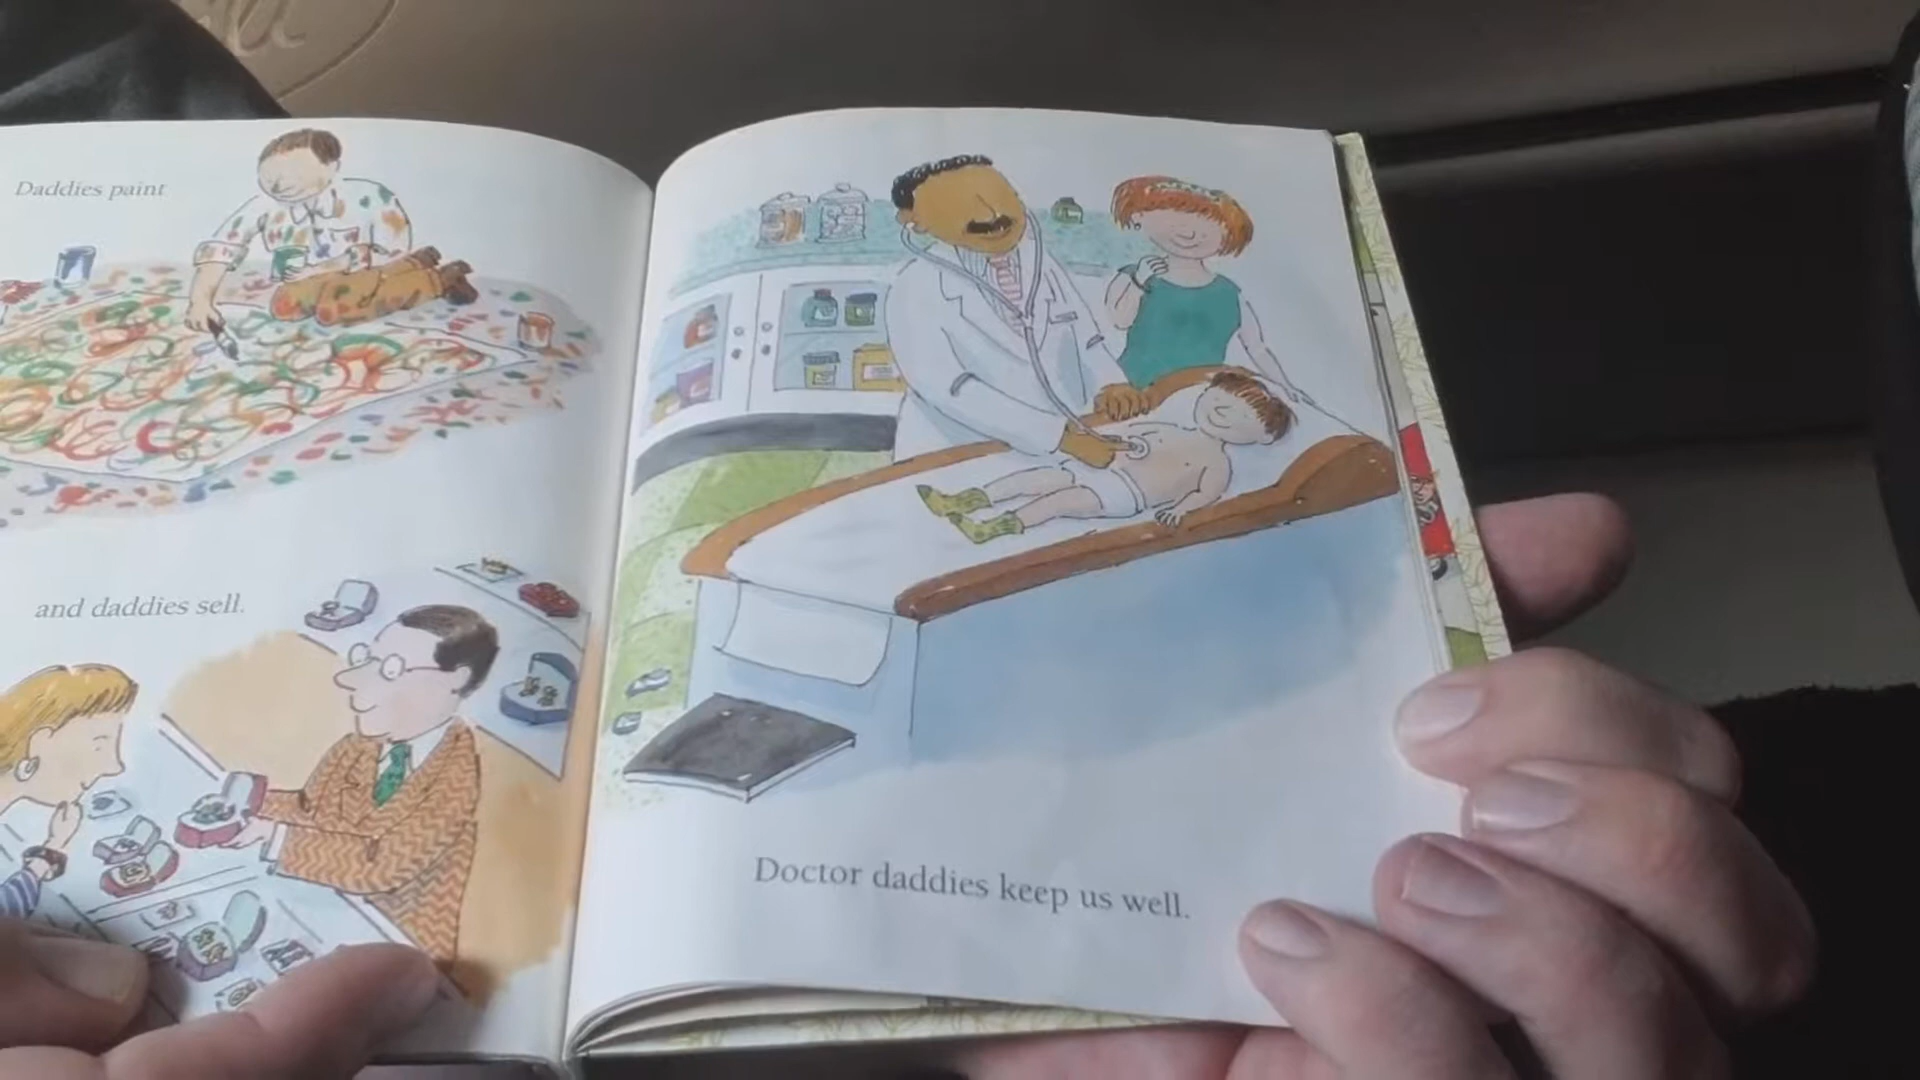 Daddies paint
and daddies sell.
Doctor daddies keep us well.